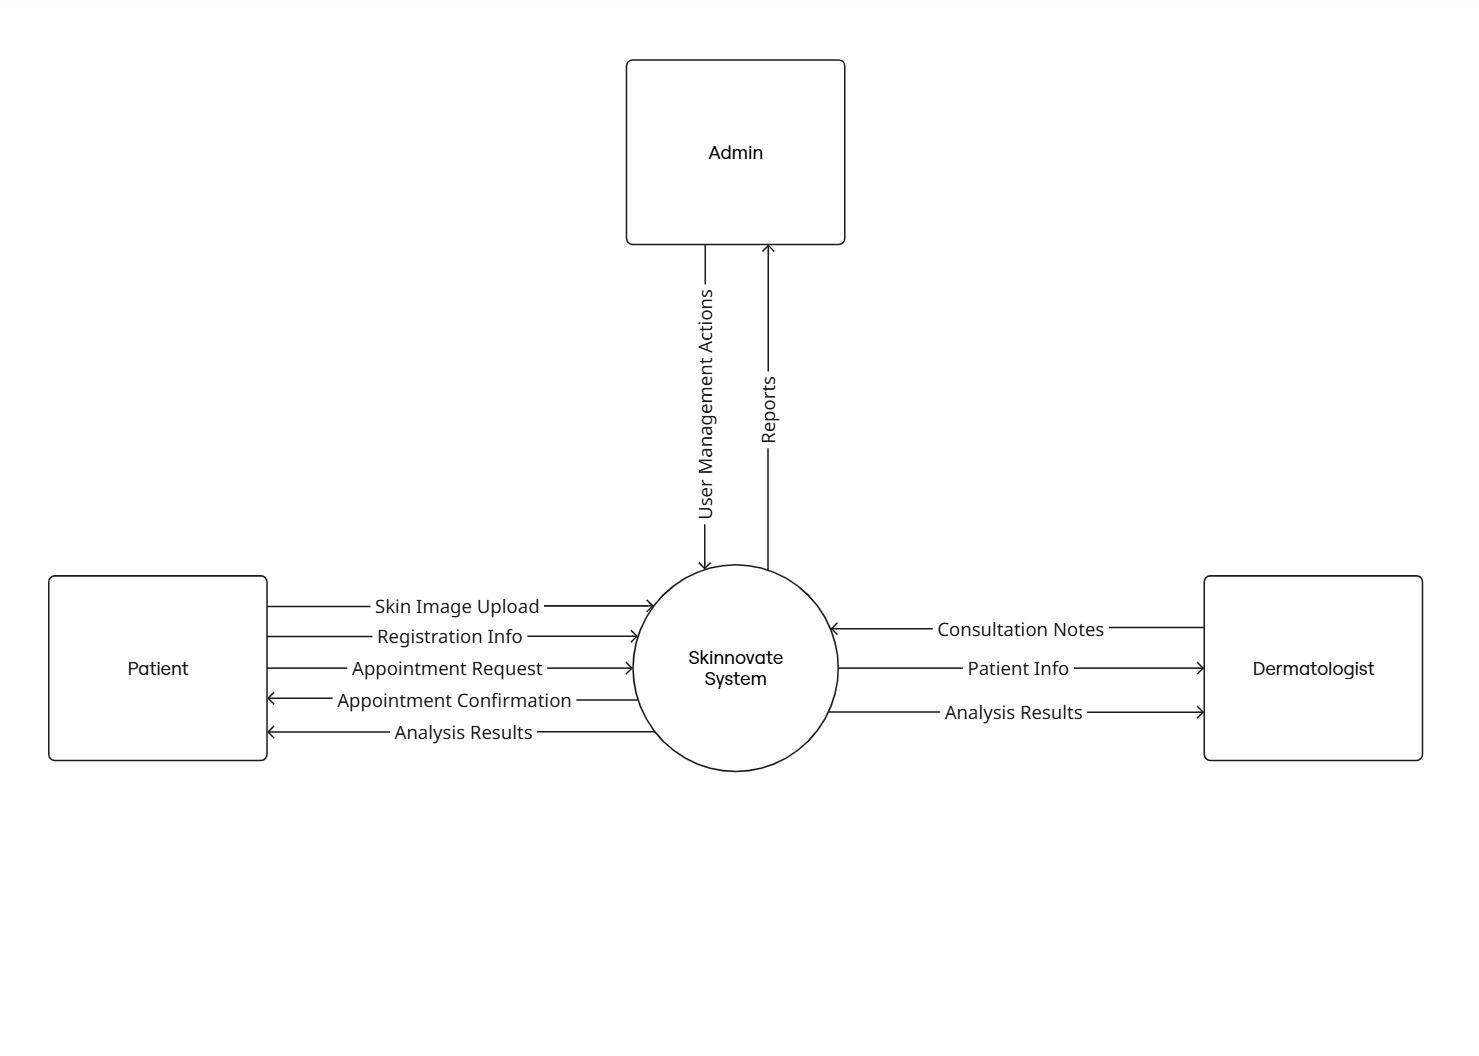 Admin
User Management Actions
Reports
Skin Image Upload
Registration Info
Appointment Request
Appointment Confirmation
Analysis Results
Patient
Skinnovate
System
Consultation Notes
Patient Info
Analysis Results
Dermatologist